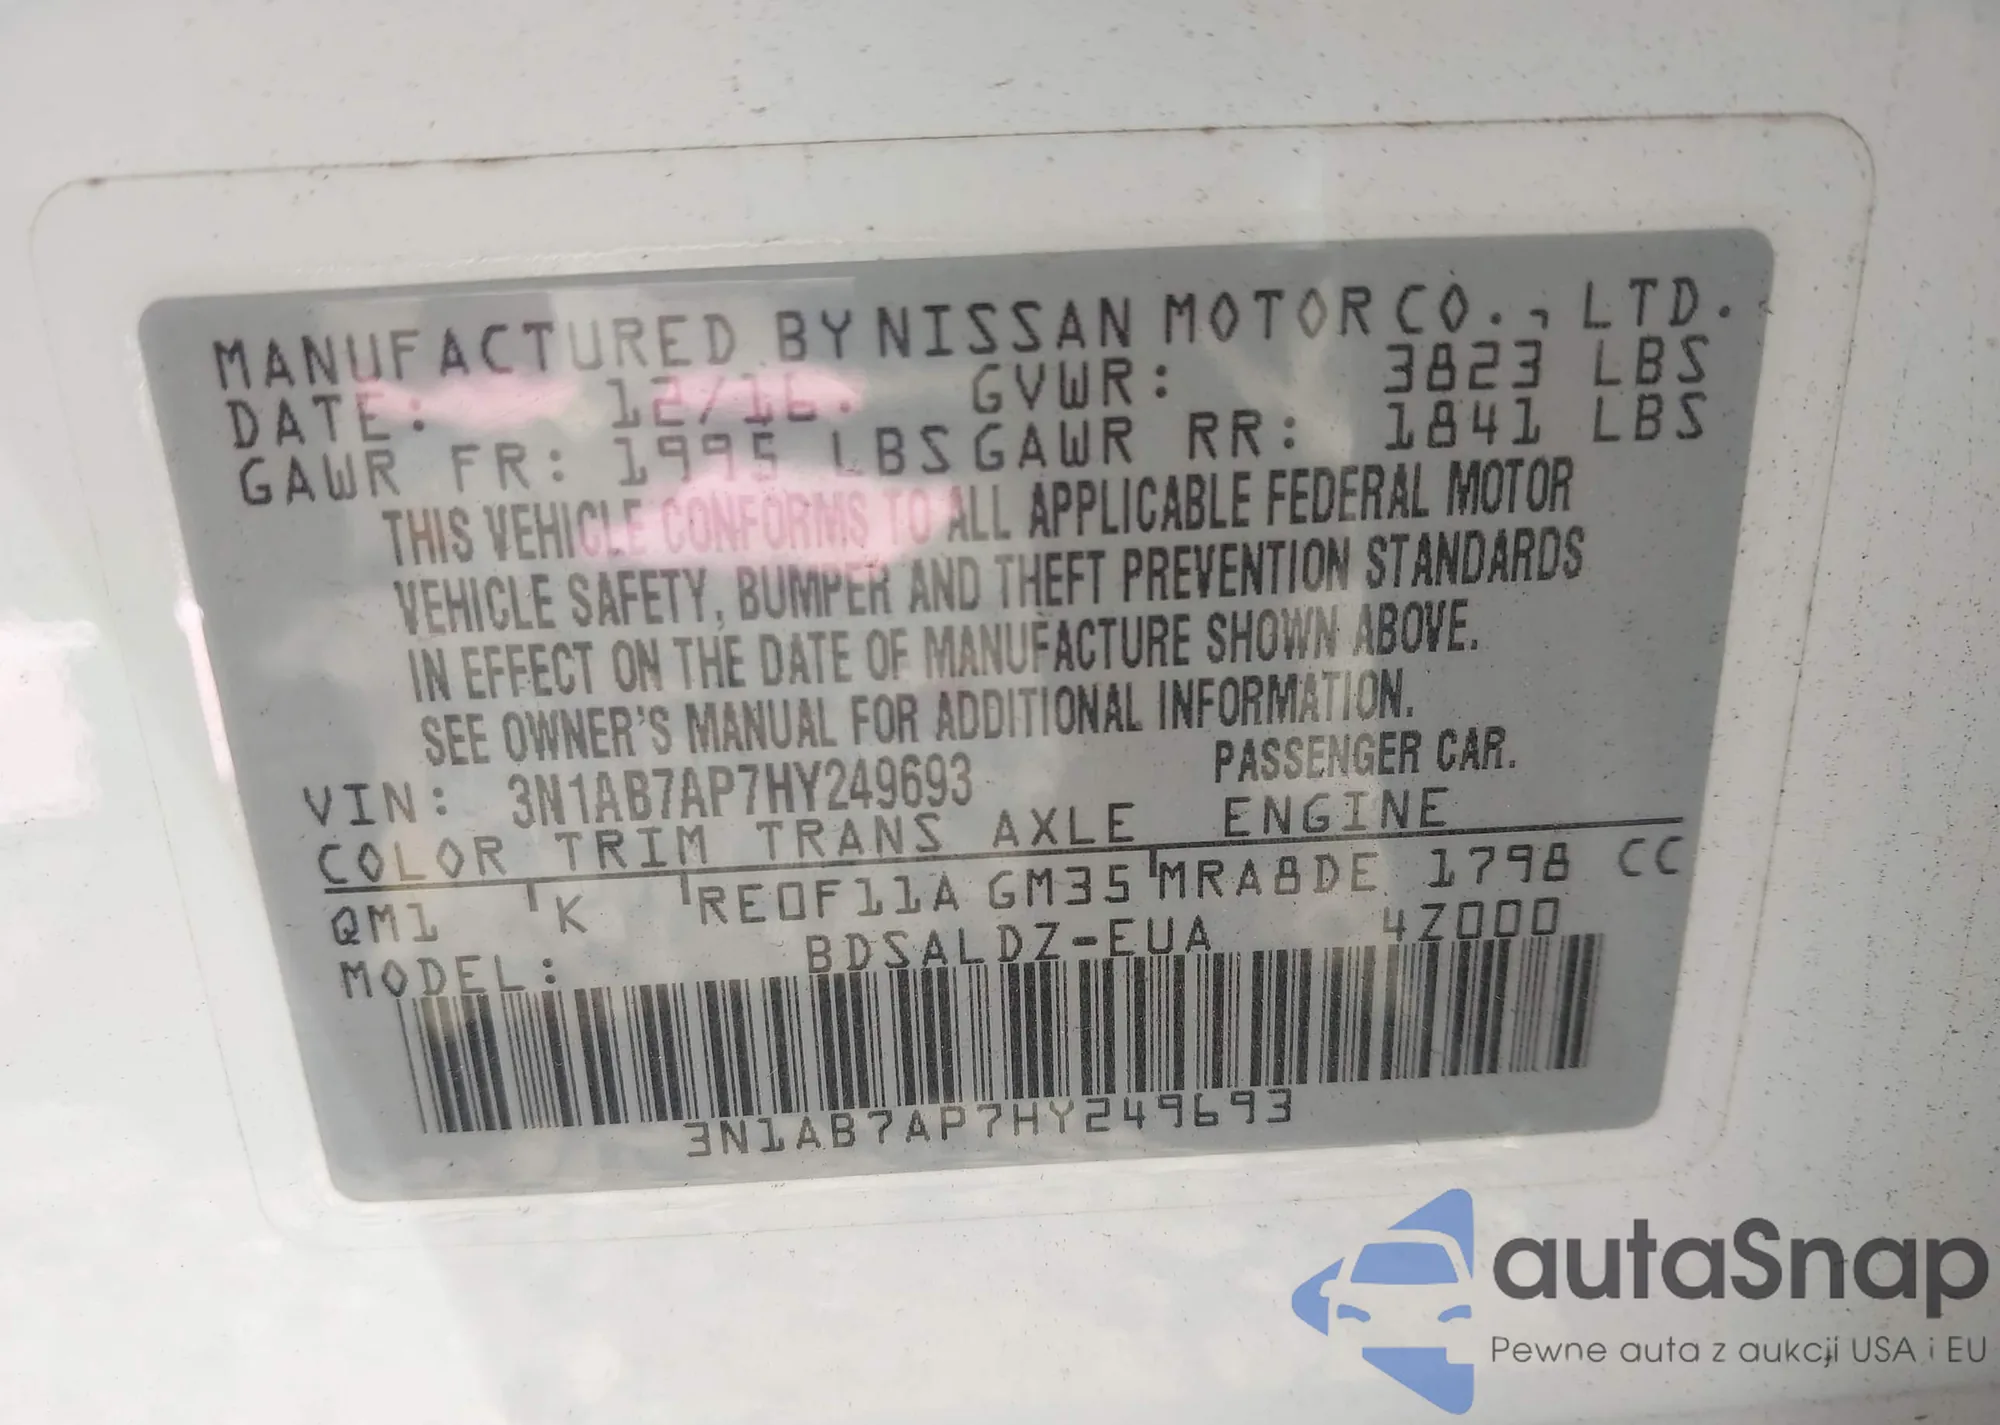 MANUFACTURED BY NISSAN MOTOR CO., LTD.
DATE: 12/16. GVWR: 3823 LBS
GAWR FR: 1995 LBS GAWR RR: 1841 LBS
THIS VEHICLE CONFORMS TO ALL APPLICABLE FEDERAL MOTOR
VEHICLE SAFETY, BUMPER AND THEFT PREVENTION STANDARDS
IN EFFECT ON THE DATE OF MANUFACTURE SHOWN ABOVE.
SEE OWNER'S MANUAL FOR ADDITIONAL INFORMATION.
VIN: 3N1AB7AP7HY249693 PASSENGER CAR.
COLOR TRIM TRANS AXLE ENGINE
QM1 K RE0F11A GM35 MRA8DE 1798 CC
MODEL: BDSALDZ-EUA 4Z000
3N1AB7AP7HY249693
autaSnap
Pewne auta z aukcji USA i EU